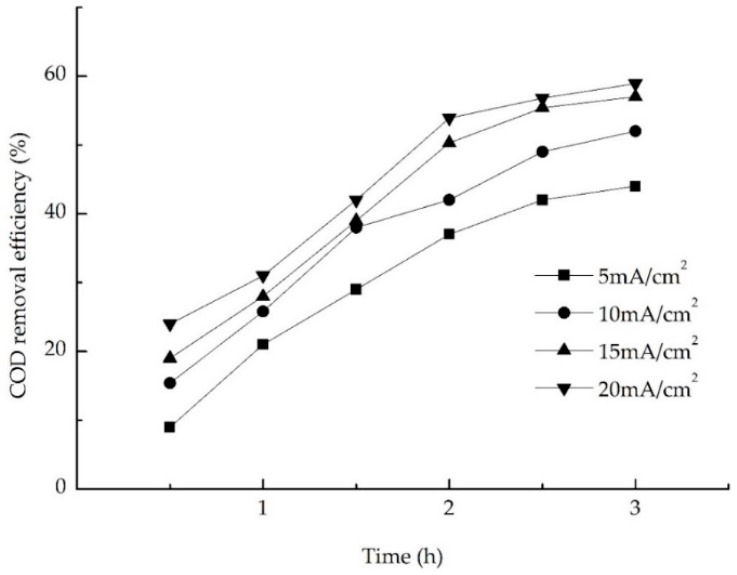 COD removal efficiency (%)
60
40
20
0
5mA/cm²
10mA/cm²
15mA/cm²
20mA/cm²
1 2 3
Time (h)